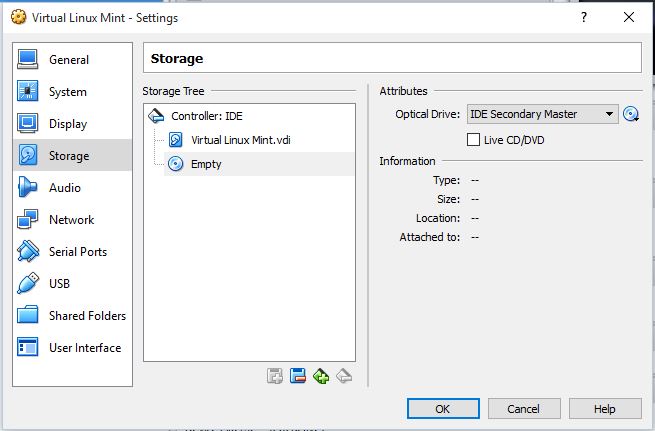 Virtual Linux Mint - Settings
?
General
System
Display
Storage
Audio
Network
Serial Ports
USB
Shared Folders
User Interface
Storage
Storage Tree
Controller: IDE
Virtual Linux Mint.vdi
Empty
Attributes
Optical Drive: IDE Secondary Master
Live CD/DVD
Information
Type: --
Size: --
Location: --
Attached to: --
OK
Cancel
Help